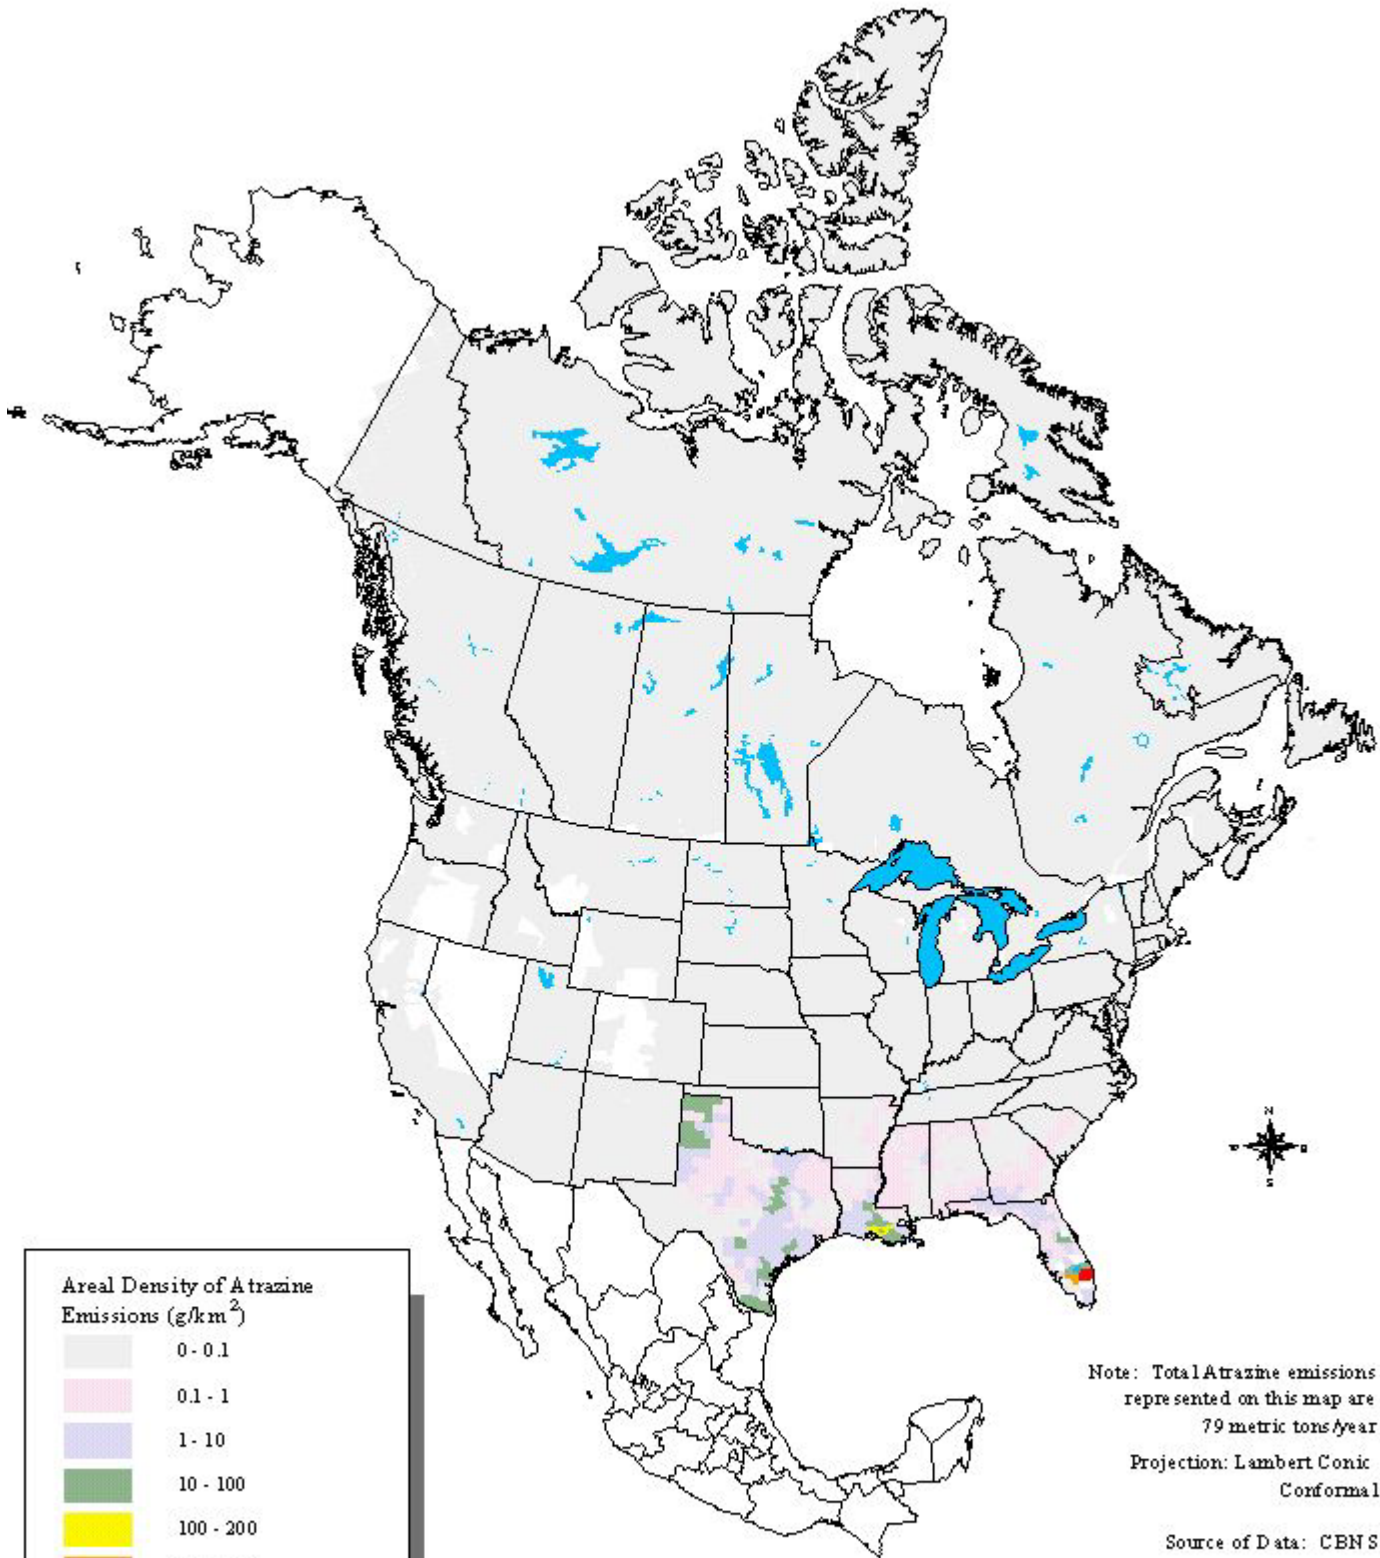 N
S
Areal Density of Atrazine
Emissions (g/km²)
0 - 0.1
0.1 - 1
1 - 10
10 - 100
100 - 200
Note: Total Atrazine emissions
represented on this map are
79 metric tons/year
Projection: Lambert Conic
Conformal
Source of Data: CBNS